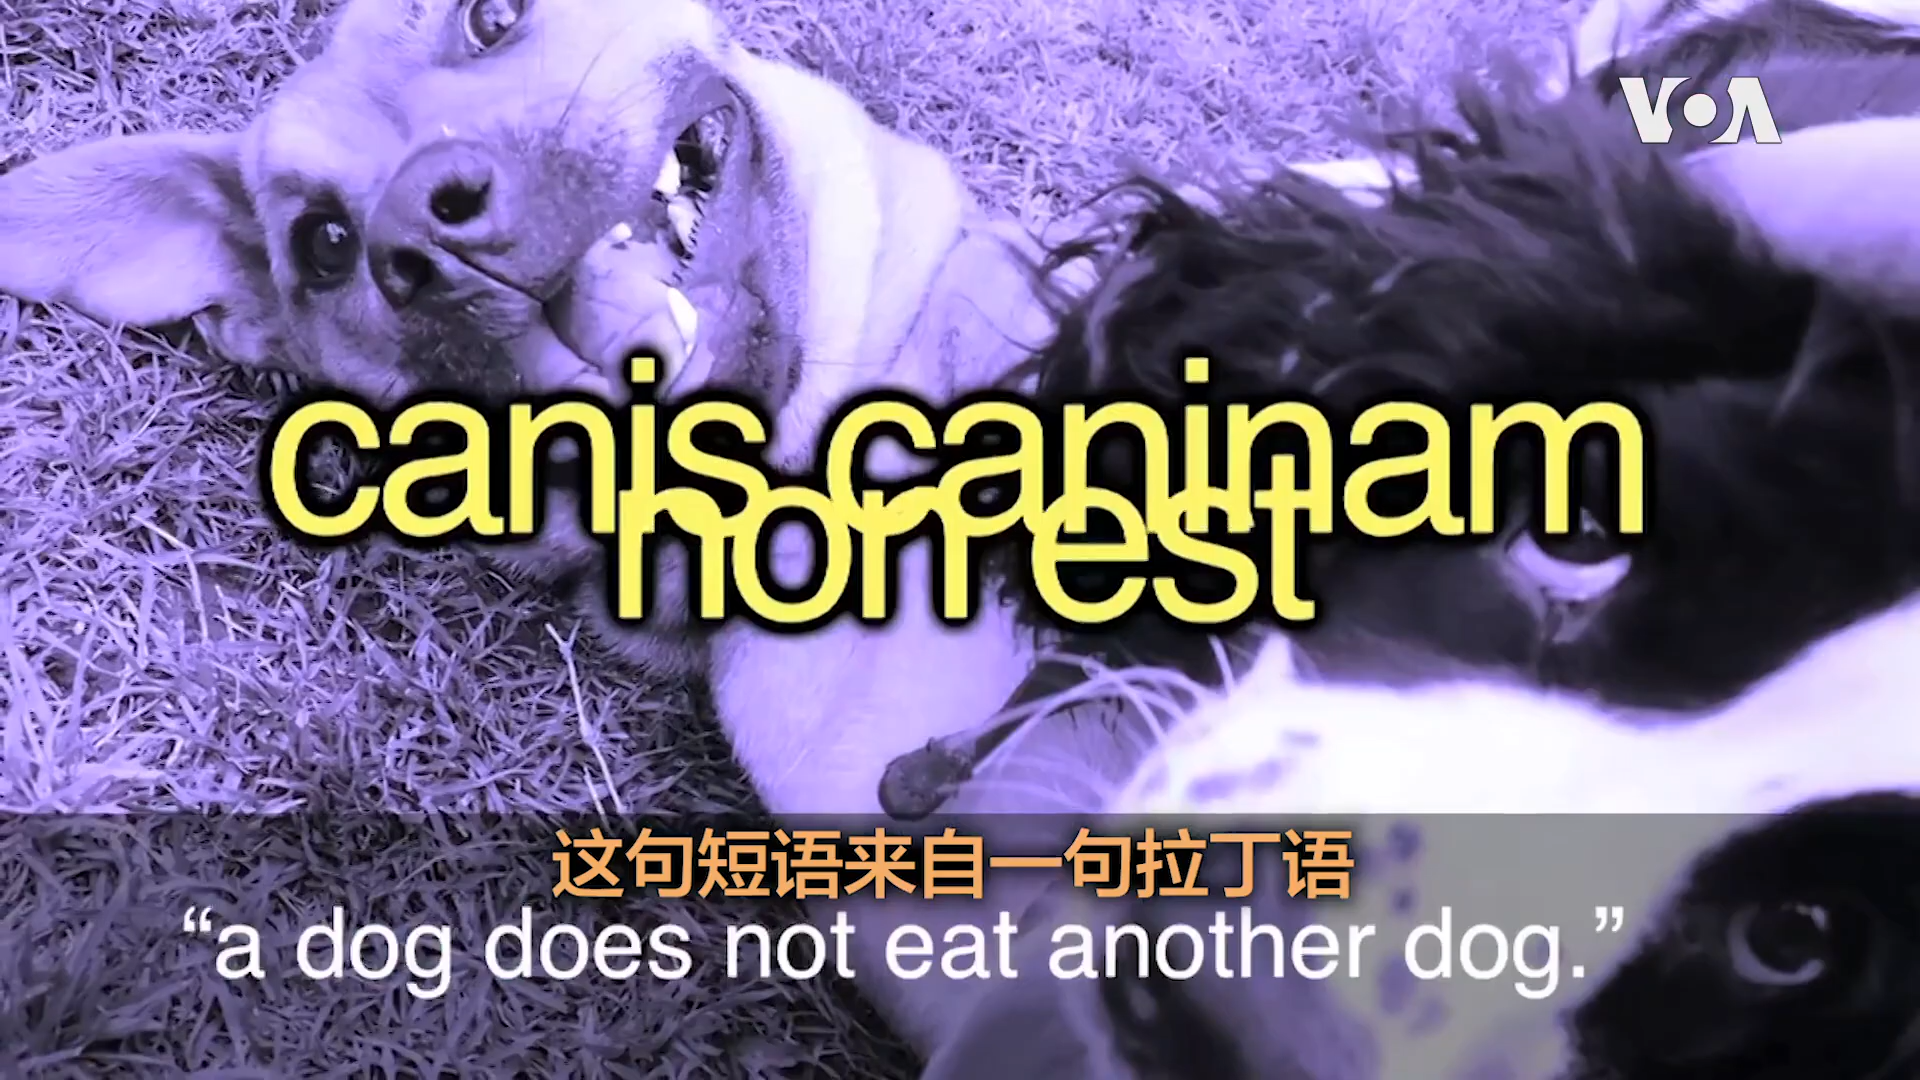 VOA
canis caninam
non est
这句短语来自一句拉丁语
“a dog does not eat another dog.”